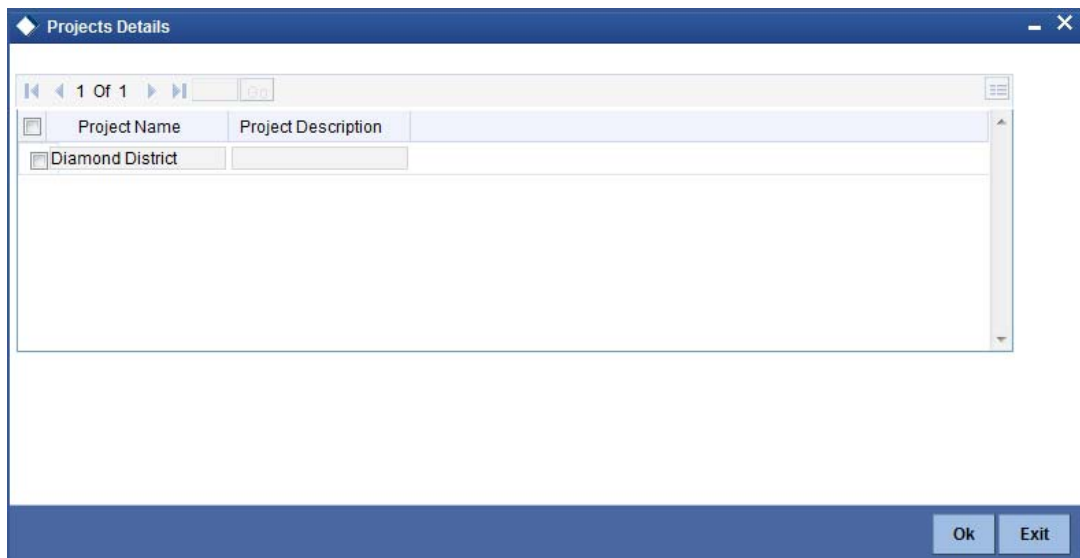 Projects Details
1 Of 1 Go
Project Name Project Description
Diamond District
Ok Exit